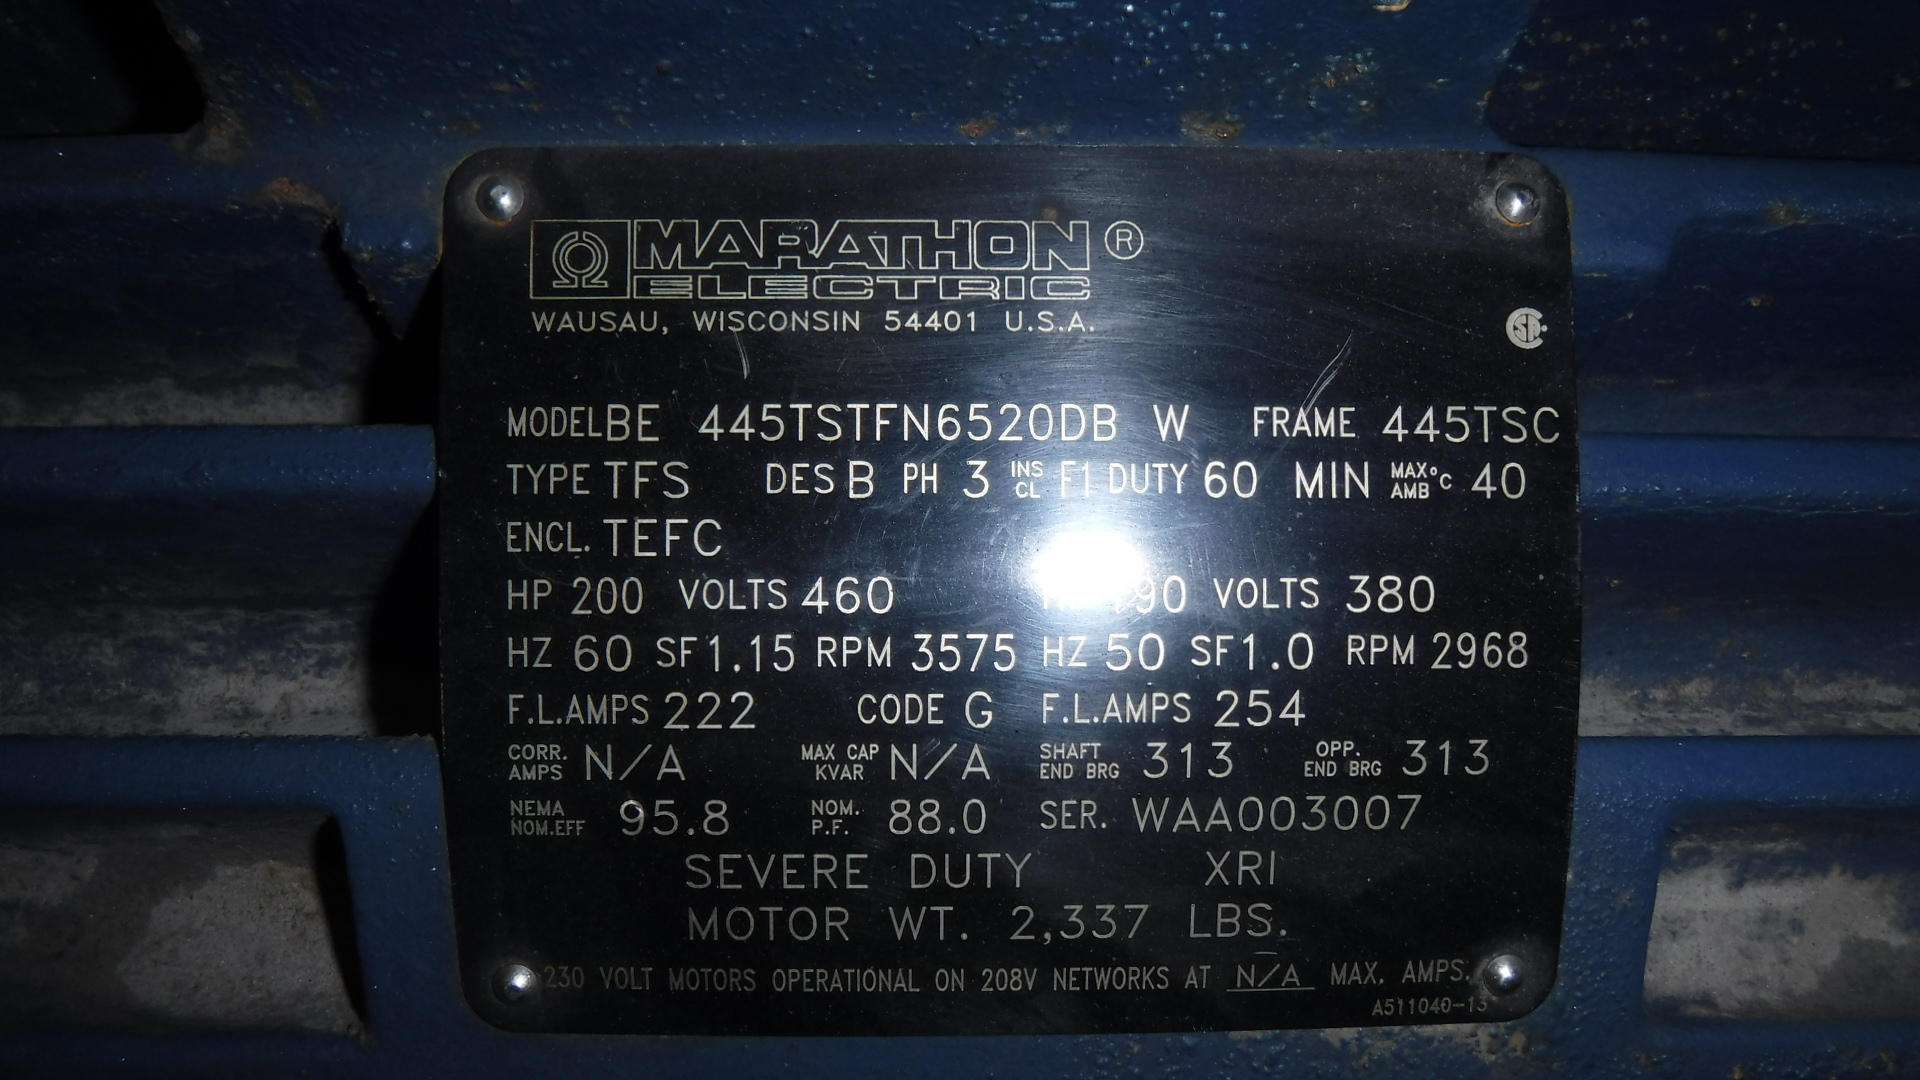 MARATHON ®
ELECTRIC
WAUSAU, WISCONSIN 54401 U.S.A.
MODEL BE 445TSTFN6520DB W FRAME 445TSC
TYPE TFS DES B PH 3 INS CL F1 DUTY 60 MIN MAX AMB °C 40
ENCL. TEFC
HP 200 VOLTS 460 VOLTS 380
HZ 60 SF 1.15 RPM 3575 HZ 50 SF 1.0 RPM 2968
F.L.AMPS 222 CODE G F.L.AMPS 254
CORR. AMPS N/A MAX CAP KVAR N/A SHAFT END BRG 313 OPP. END BRG 313
NEMA NOM.EFF 95.8 NOM. P.F. 88.0 SER. WAA003007
SEVERE DUTY XRI
MOTOR WT. 2,337 LBS.
230 VOLT MOTORS OPERATIONAL ON 208V NETWORKS AT N/A MAX. AMPS.
A511040-13